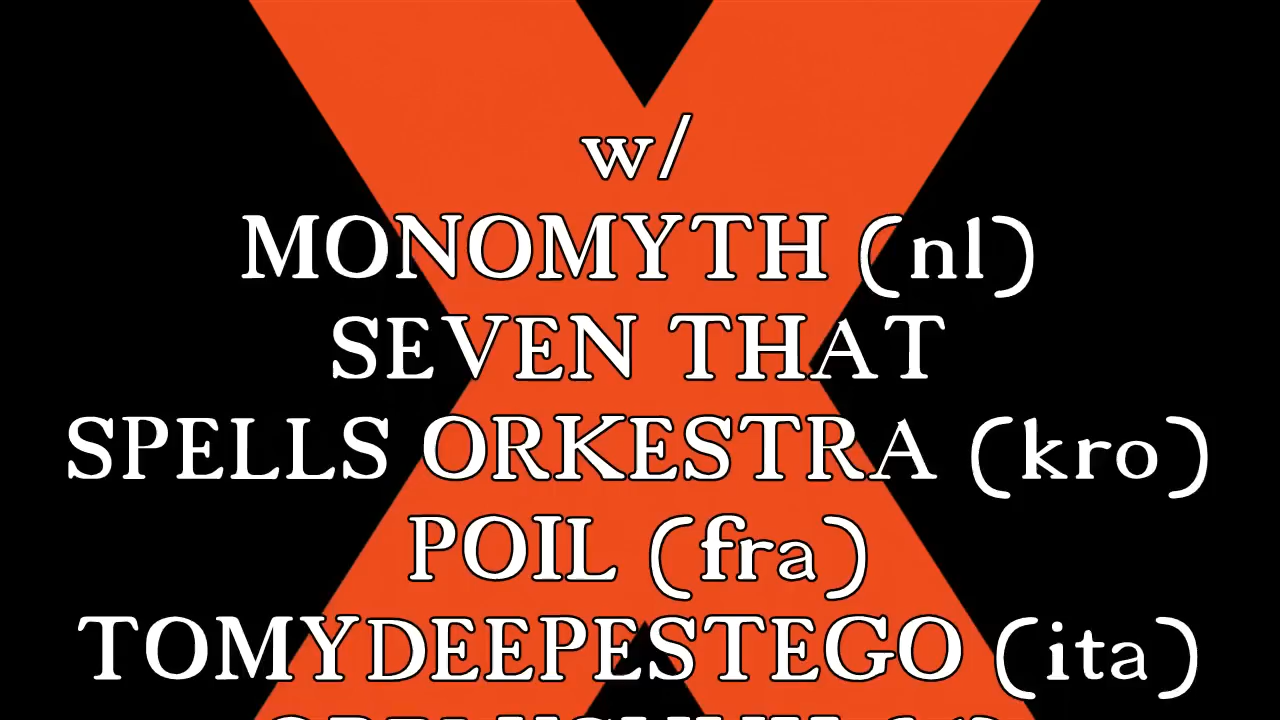 w/
MONOMYTH (nl)
SEVEN THAT
SPELLS ORKESTRA (kro)
POIL (fra)
TOMYDEEPESTEGO (ita)